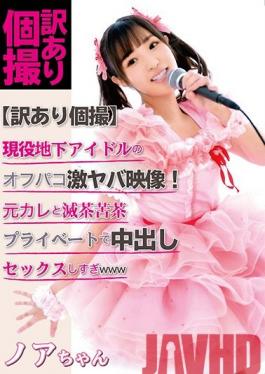 訳あり
個撮
【訳あり個撮】
現役地下アイドルの
オフパコ激ヤバ映像！
元カレと滅茶苦茶
プライベートで中出し
セックスしすぎwww
ノアちゃん
JAVHD